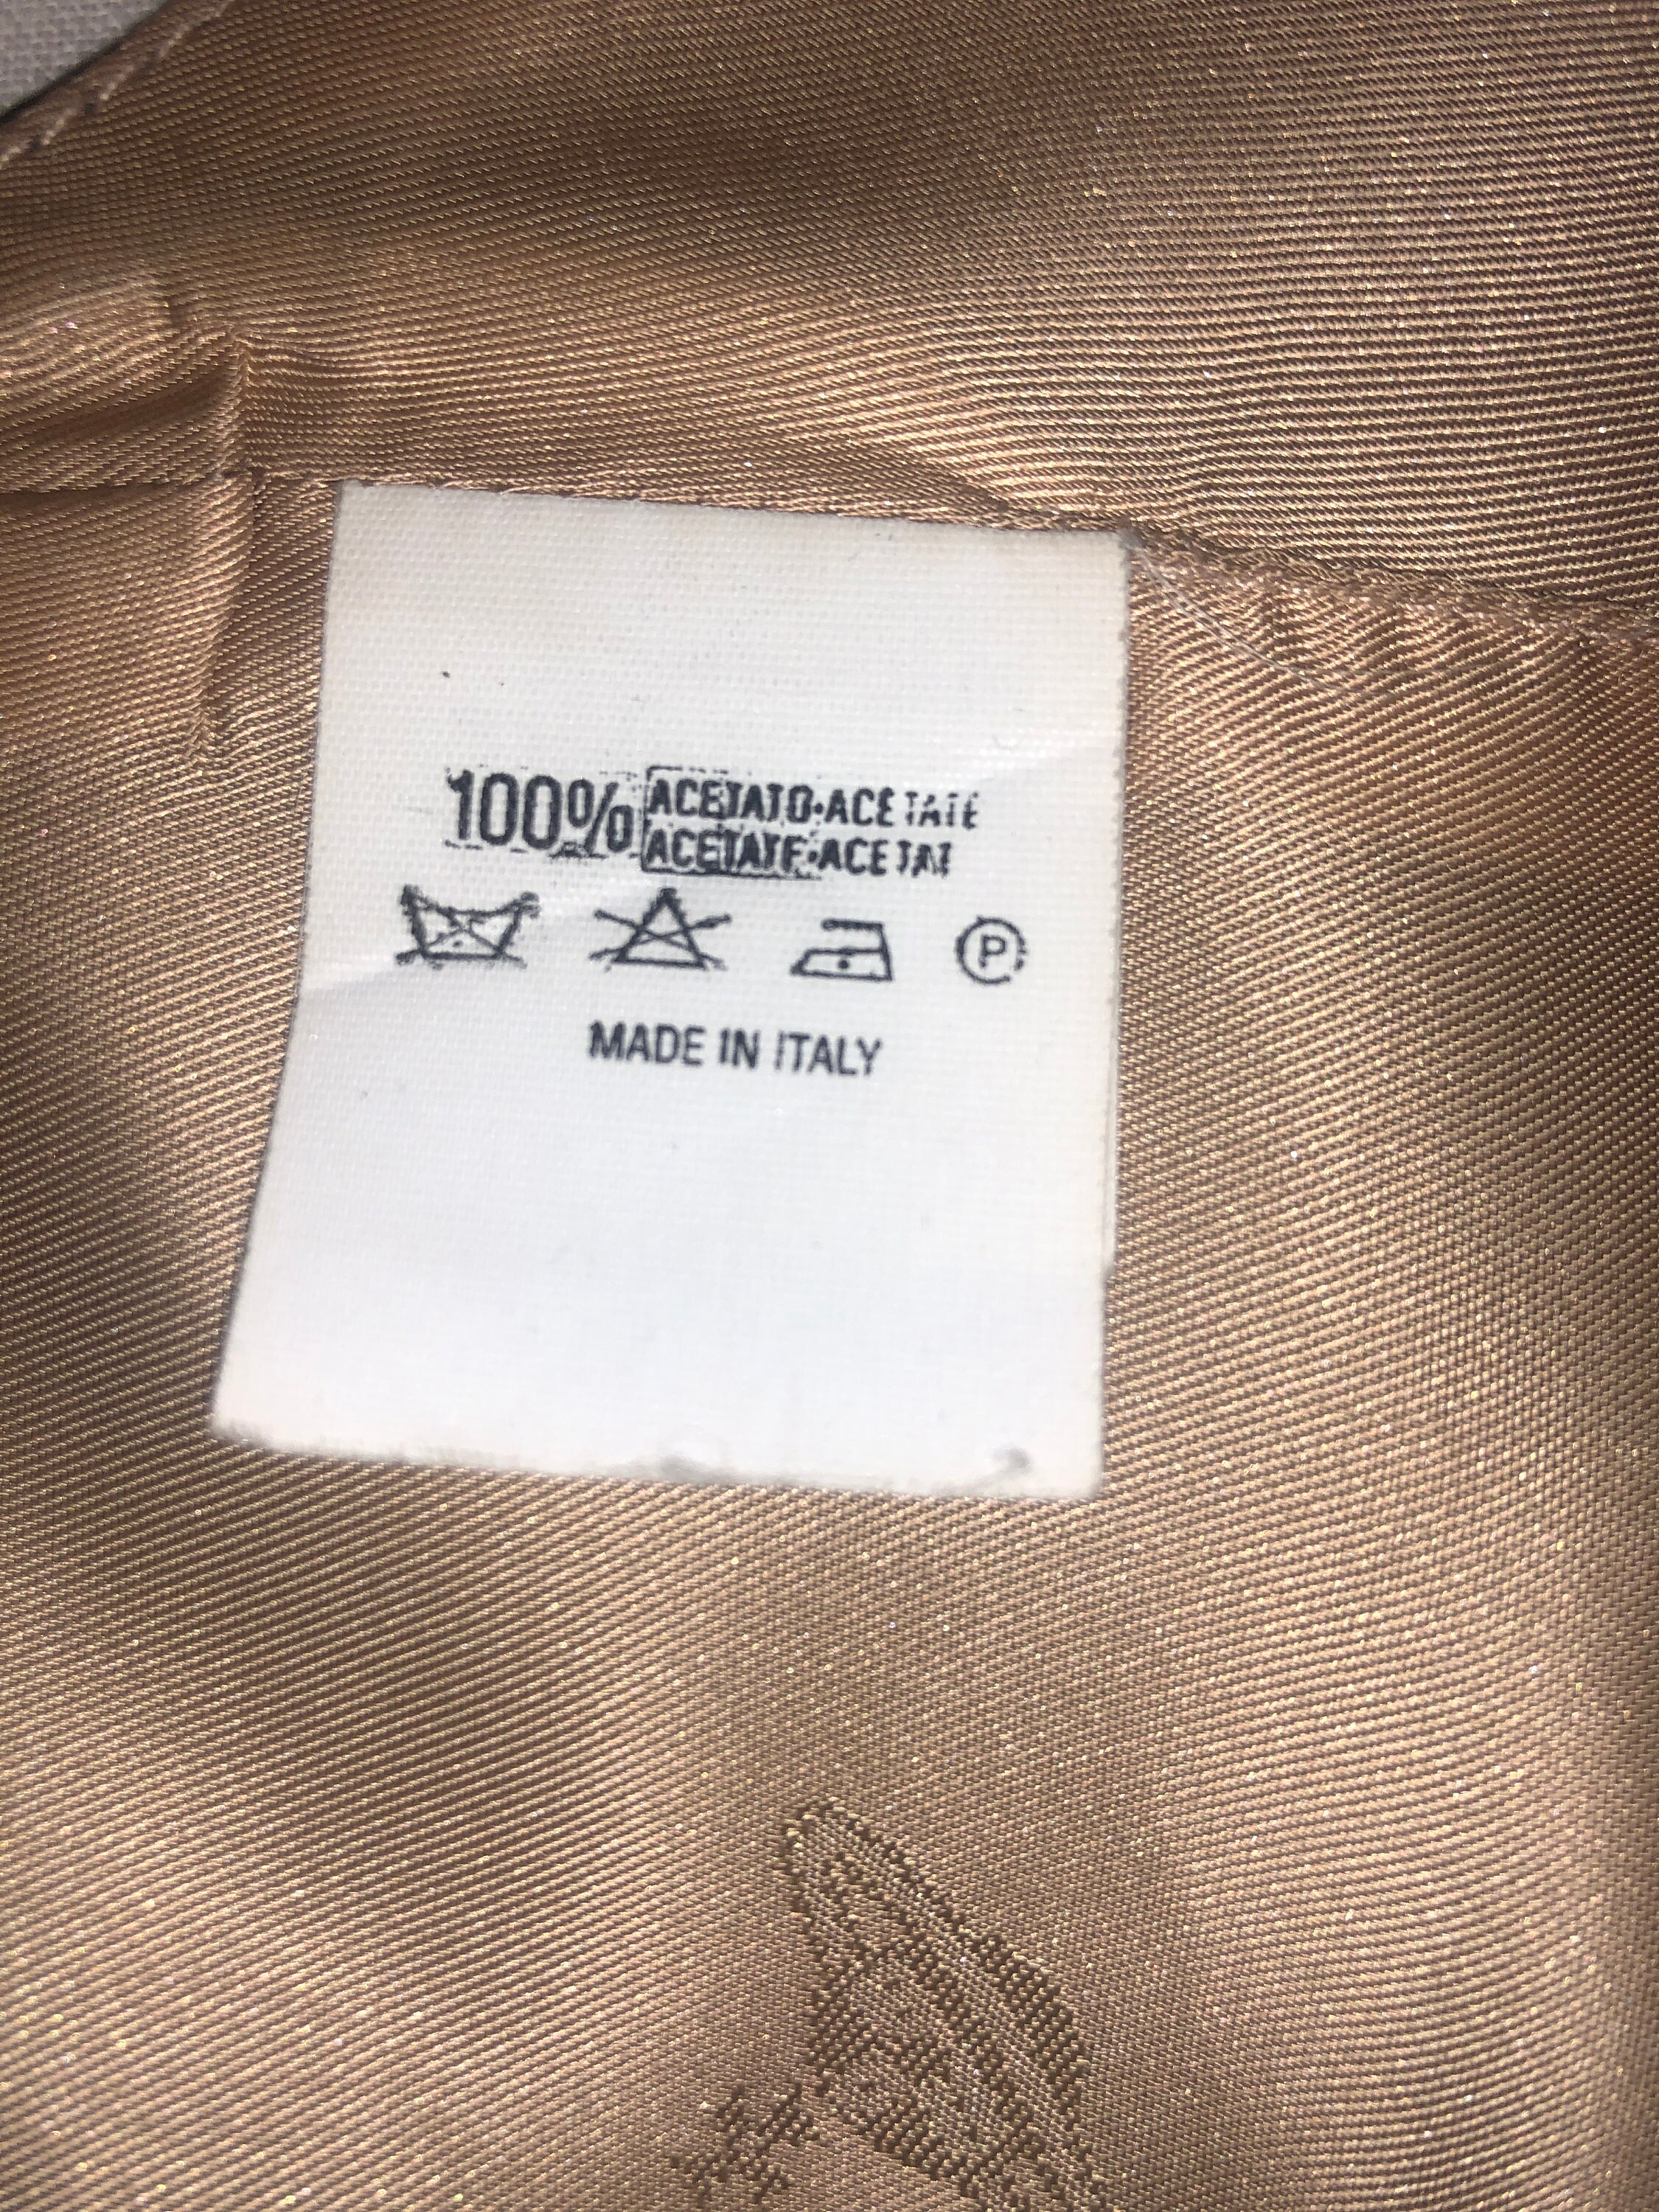 100% ACETATO•ACETATE
ACETATE•ACETAT
P
MADE IN ITALY